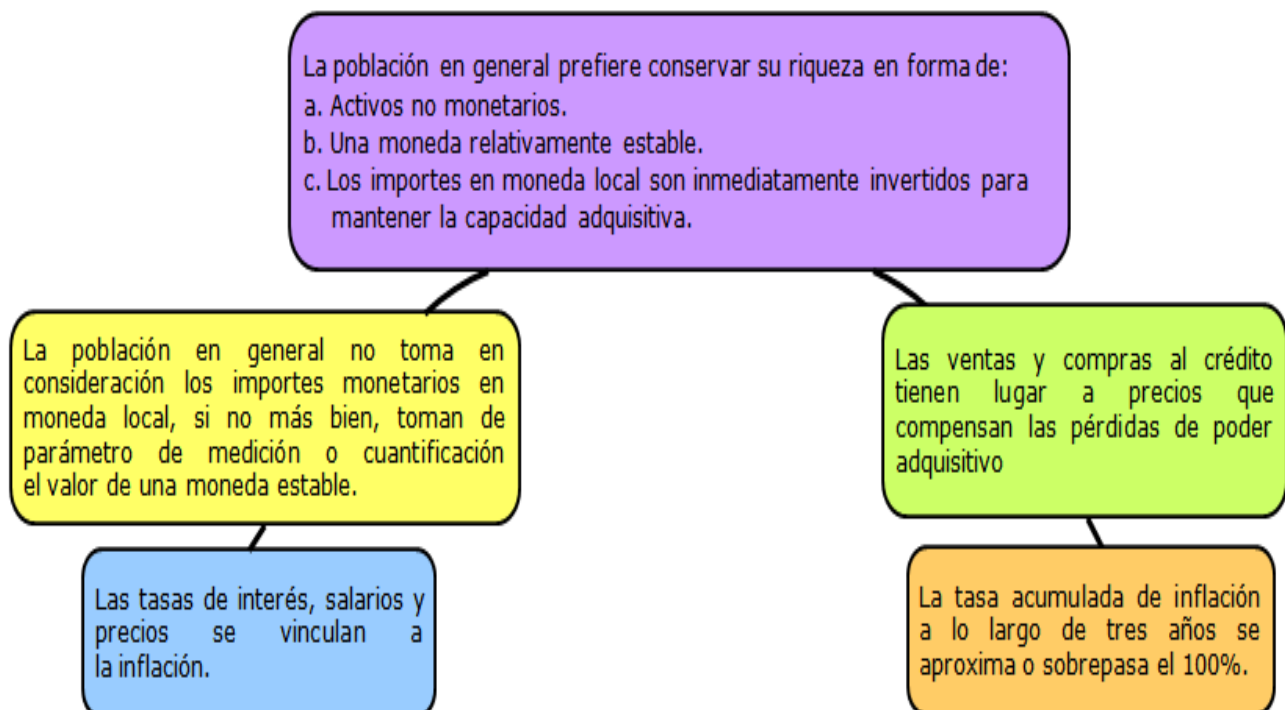 La población en general prefiere conservar su riqueza en forma de:
a. Activos no monetarios.
b. Una moneda relativamente estable.
c. Los importes en moneda local son inmediatamente invertidos para
mantener la capacidad adquisitiva.
La población en general no toma en
consideración los importes monetarios en
moneda local, si no más bien, toman de
parámetro de medición o cuantificación
el valor de una moneda estable.
Las ventas y compras al crédito
tienen lugar a precios que
compensan las pérdidas de poder
adquisitivo
Las tasas de interés, salarios y
precios se vinculan a
la inflación.
La tasa acumulada de inflación
a lo largo de tres años se
aproxima o sobrepasa el 100%.